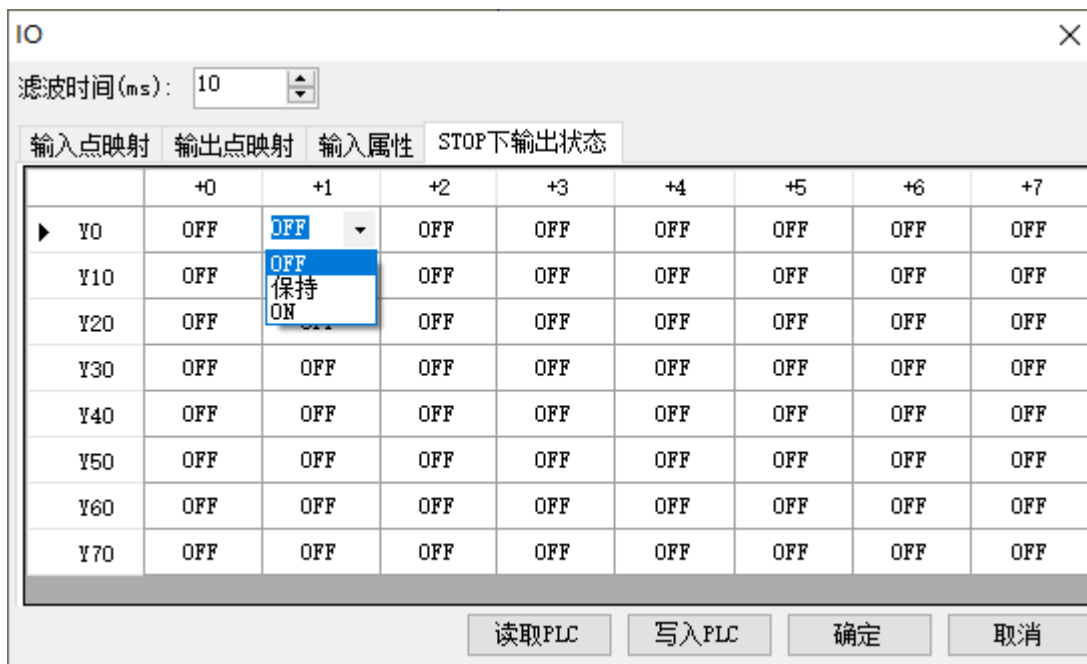 IO
滤波时间(ms): 10
输入点映射 输出点映射 输入属性 STOP下输出状态
+0 +1 +2 +3 +4 +5 +6 +7
Y0 OFF OFF OFF OFF OFF OFF OFF OFF
OFF
保持
ON
Y10 OFF OFF OFF OFF OFF OFF OFF
Y20 OFF OFF OFF OFF OFF OFF OFF
Y30 OFF OFF OFF OFF OFF OFF OFF OFF
Y40 OFF OFF OFF OFF OFF OFF OFF OFF
Y50 OFF OFF OFF OFF OFF OFF OFF OFF
Y60 OFF OFF OFF OFF OFF OFF OFF OFF
Y70 OFF OFF OFF OFF OFF OFF OFF OFF
读取PLC 写入PLC 确定 取消